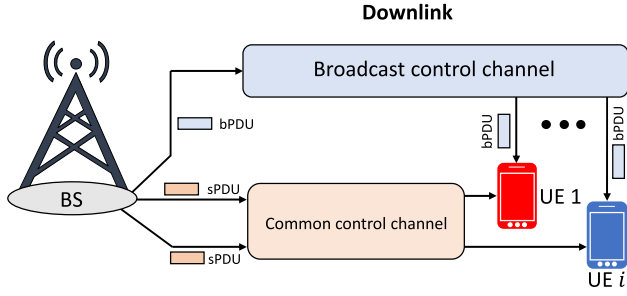 Downlink
Broadcast control channel
bPDU
bPDU
bPDU
BS
sPDU
UE 1
Common control channel
sPDU
UE i